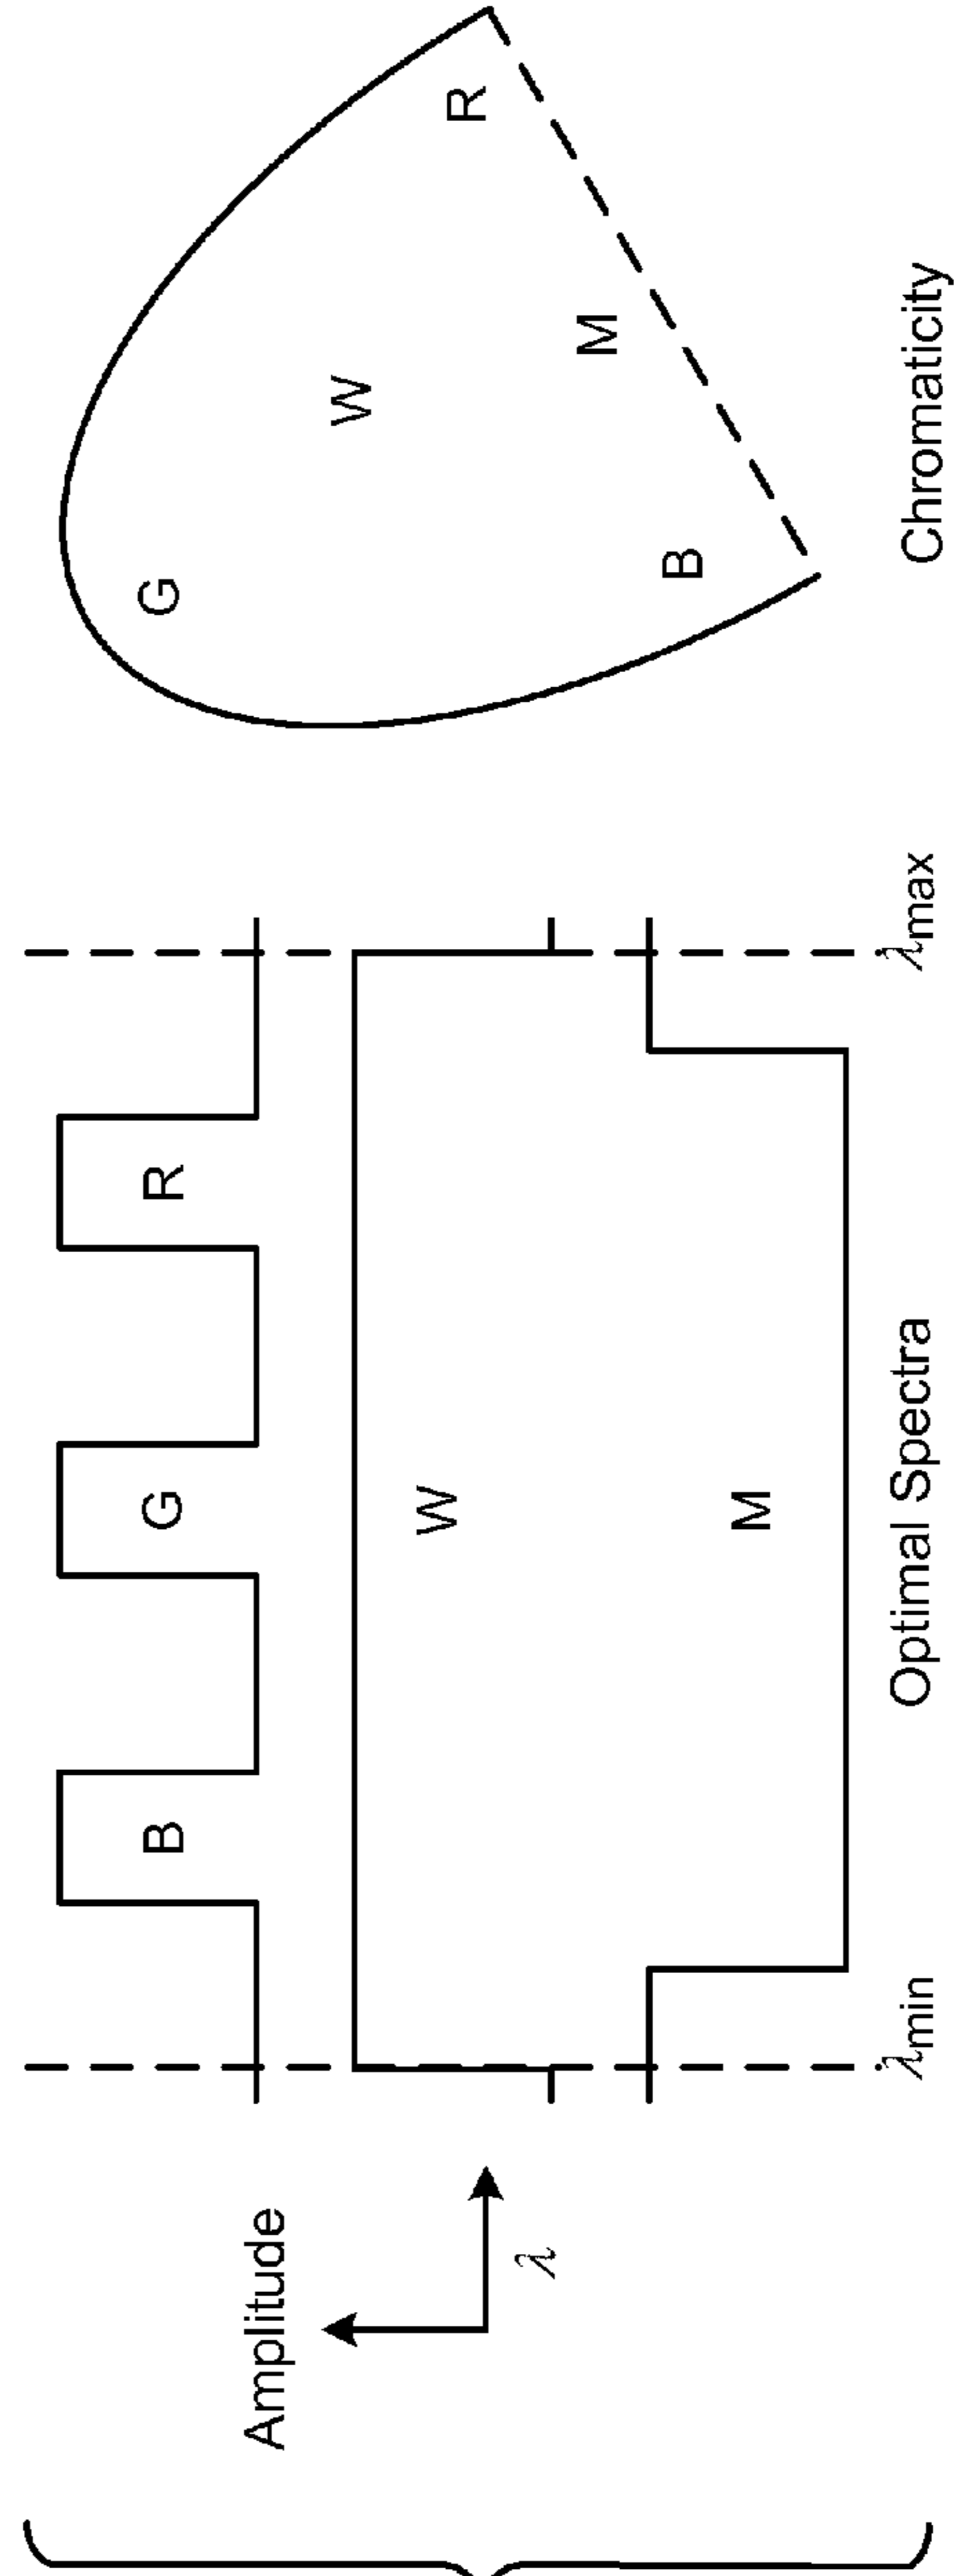 Amplitude
λ
B
G
R
W
M
λmin
λmax
Optimal Spectra
G
W
R
M
B
Chromaticity